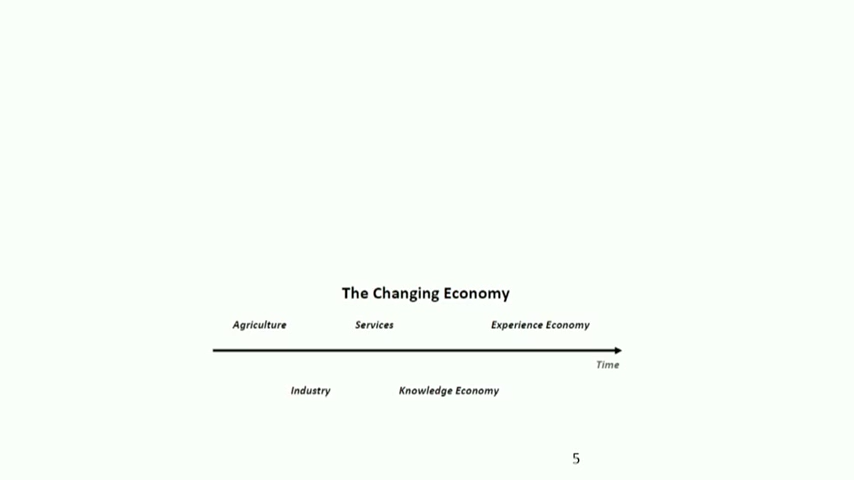 The Changing Economy
Agriculture Services Experience Economy
Time
Industry Knowledge Economy
5